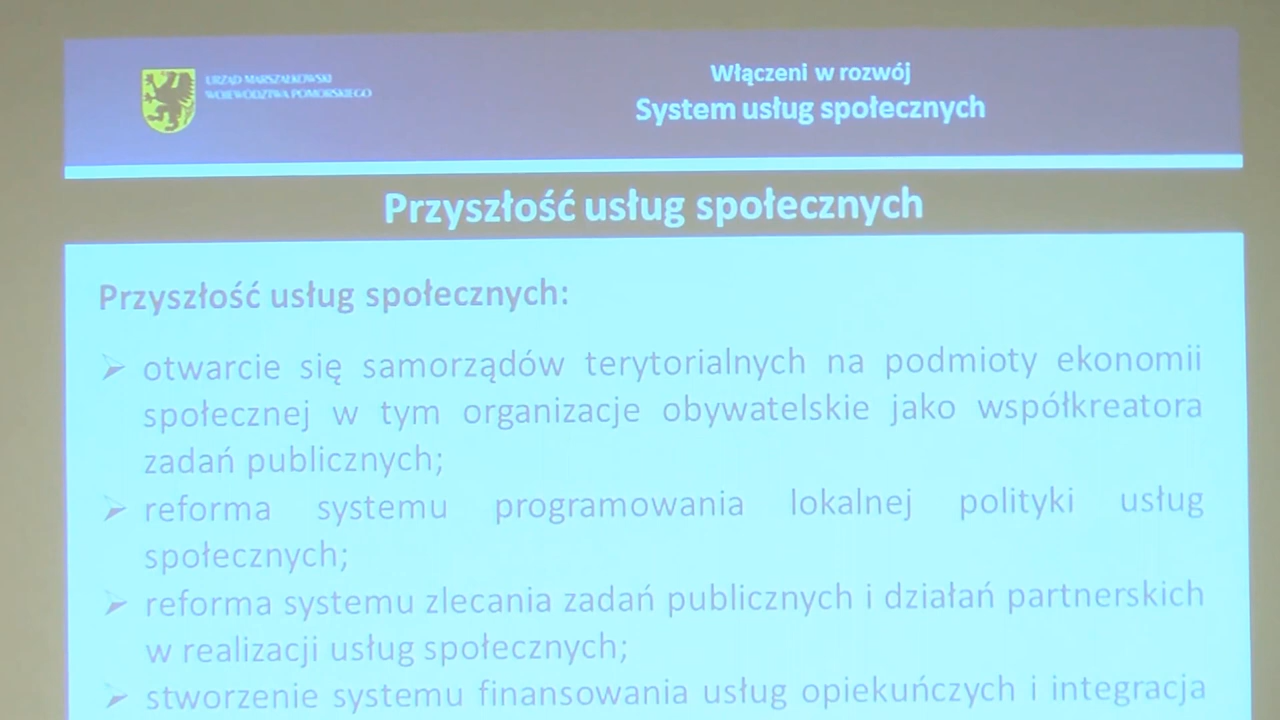 URZĄD MARSZAŁKOWSKI
WOJEWÓDZTWA POMORSKIEGO
Włączeni w rozwój
System usług społecznych
Przyszłość usług społecznych
Przyszłość usług społecznych:
➢ otwarcie się samorządów terytorialnych na podmioty ekonomii
społecznej w tym organizacje obywatelskie jako współkreatora
zadań publicznych;
➢ reforma systemu programowania lokalnej polityki usług
społecznych;
➢ reforma systemu zlecania zadań publicznych i działań partnerskich
w realizacji usług społecznych;
➢ stworzenie systemu finansowania usług opiekuńczych i integracja